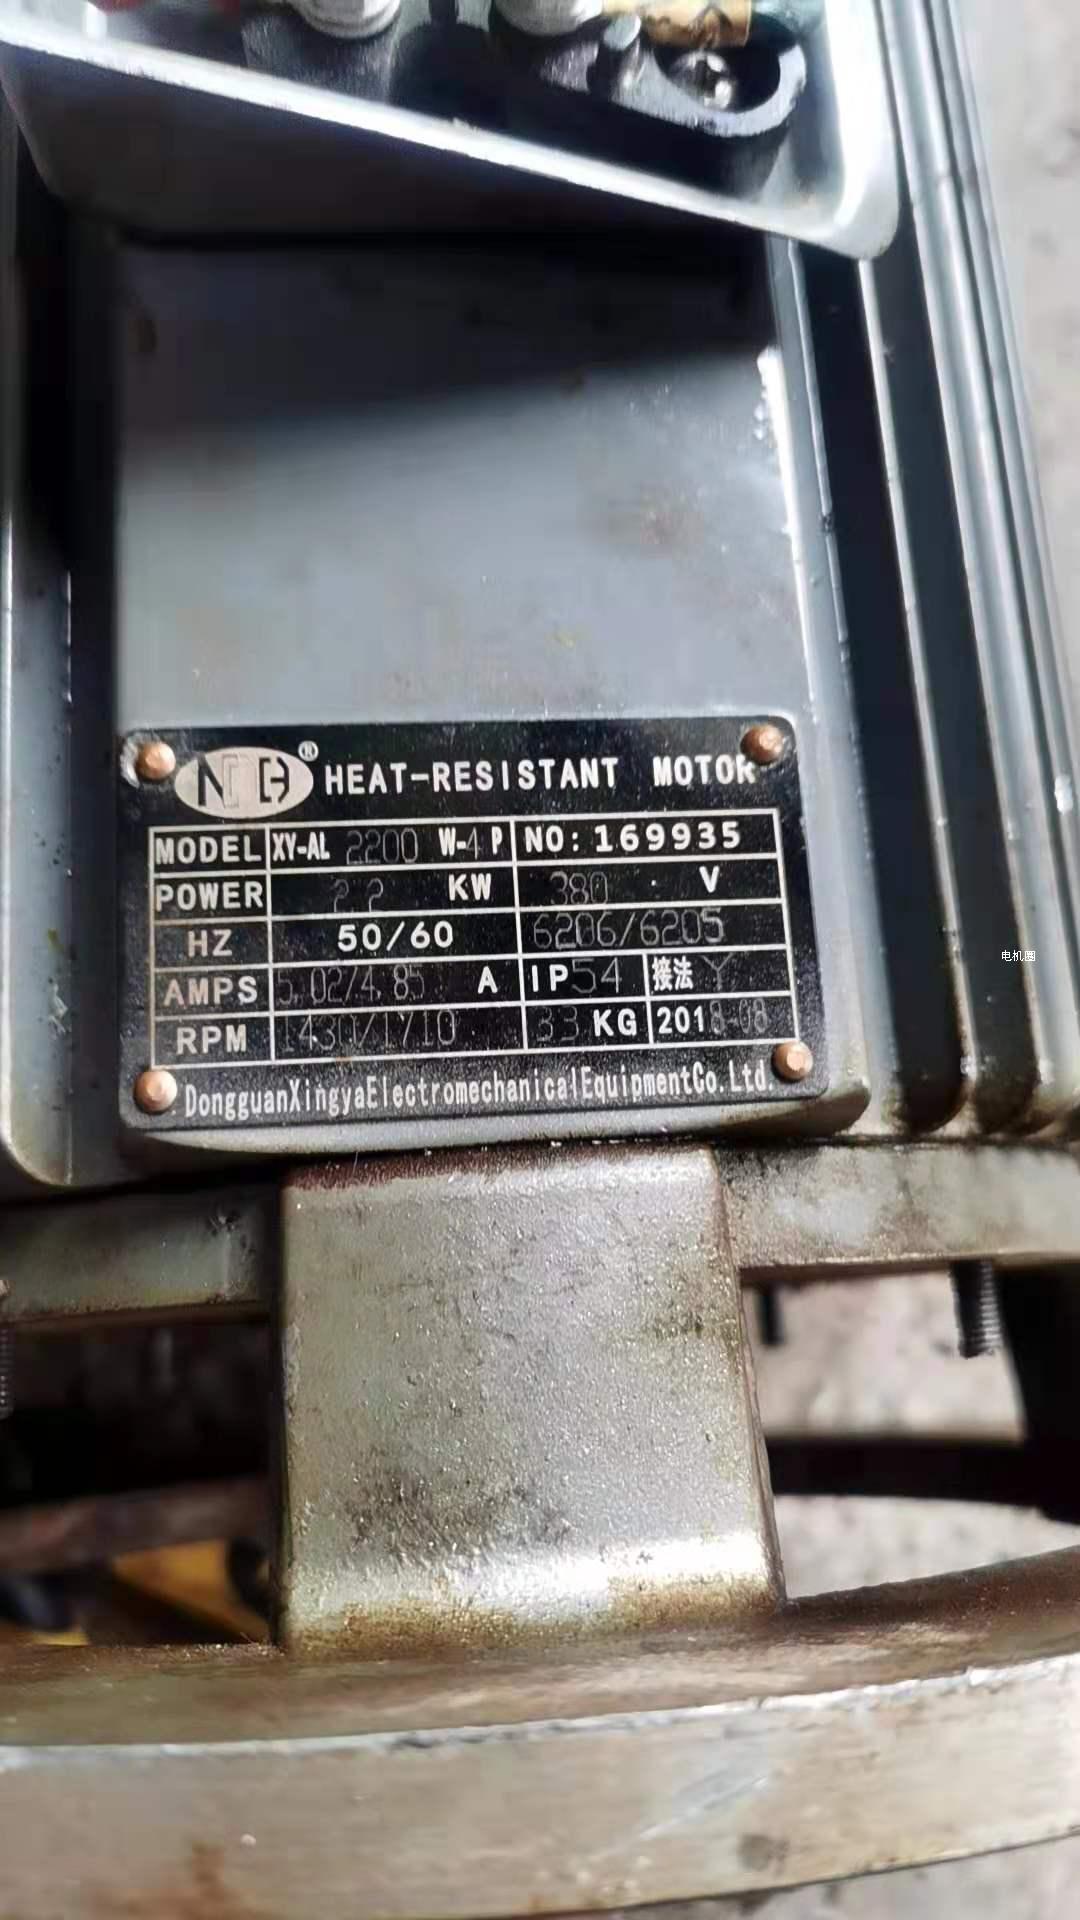 ® HEAT-RESISTANT MOTOR
MODEL XY-AL 2200 W-4 P NO: 169935
POWER 2.2 KW 380 V
HZ 50/60 6206/6205
AMPS 5.02/4.85 A IP54 接法 Y
RPM 1430/1710 33 KG 2018-08
DongguanXingyaElectromechanicalEquipmentCo.Ltd.
电机圈